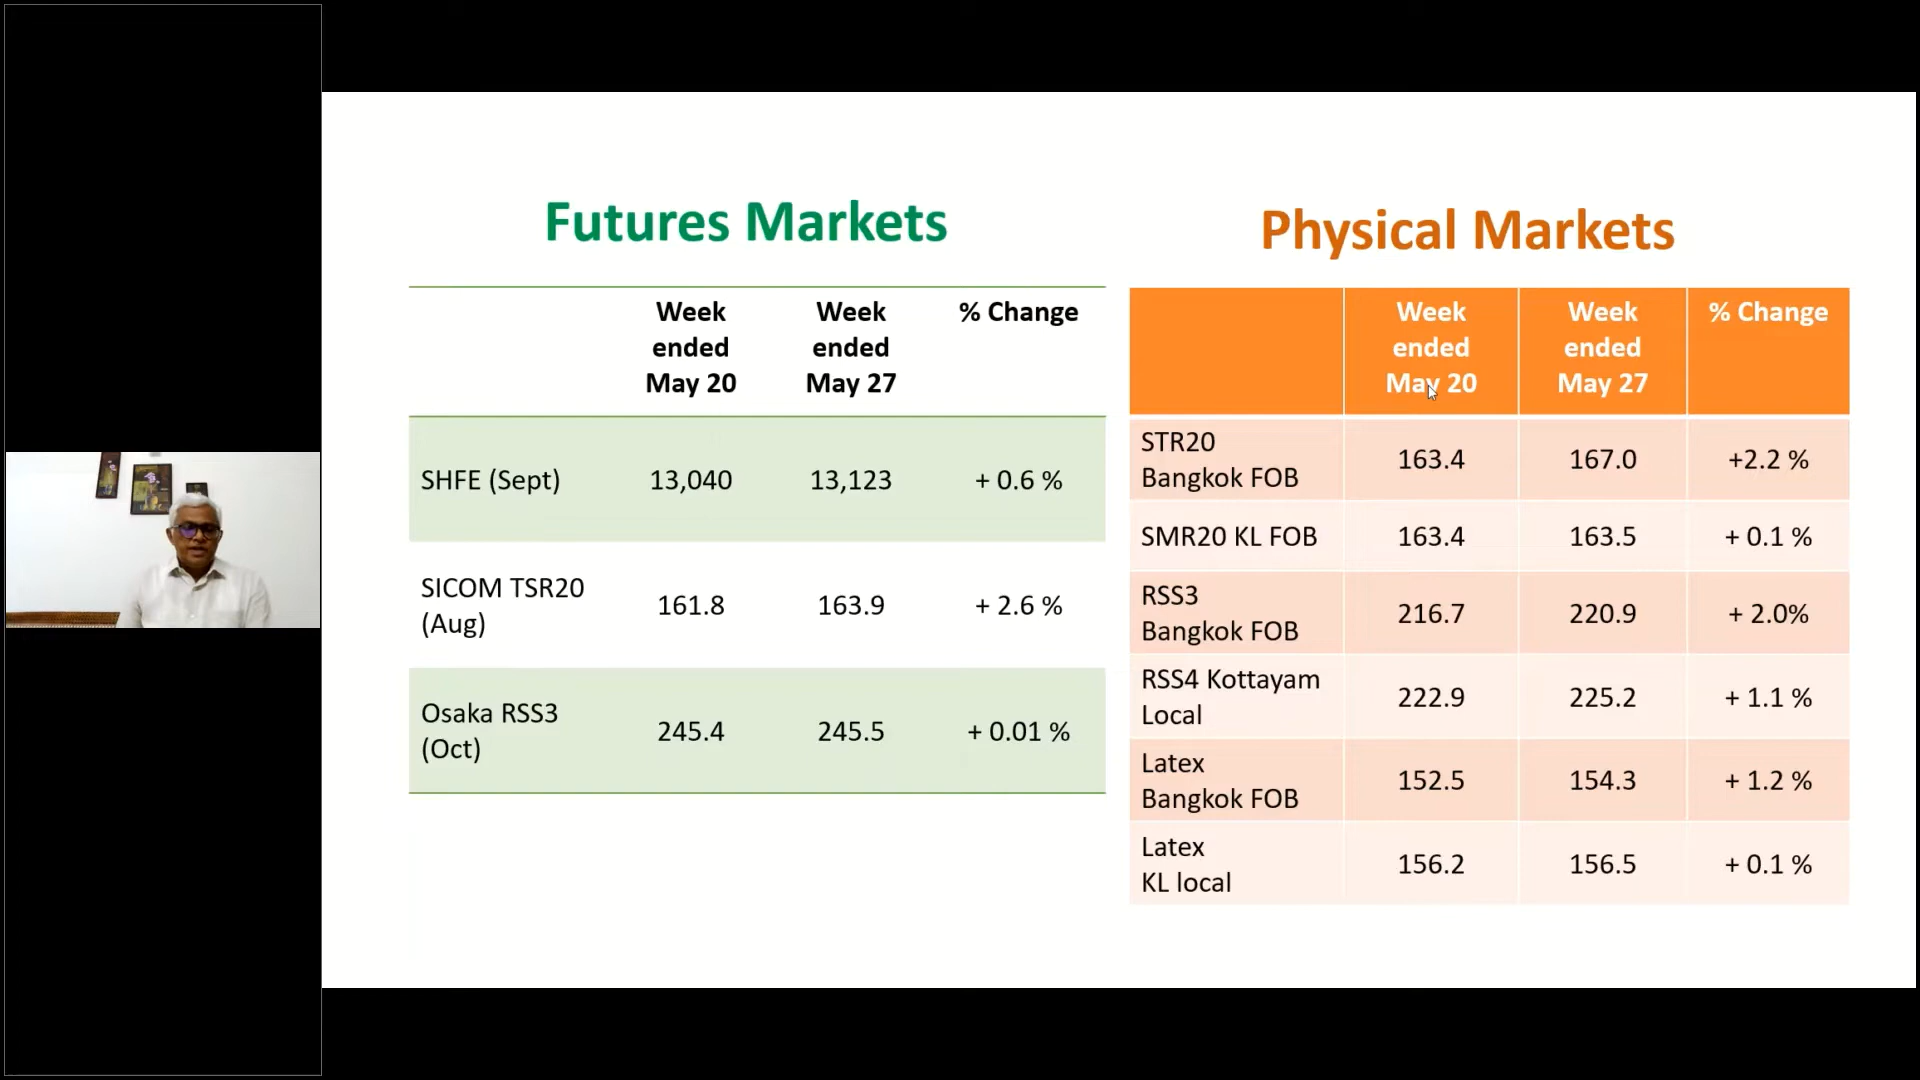 Futures Markets
Week
ended
May 20
Week
ended
May 27
% Change
SHFE (Sept)
13,040
13,123
+ 0.6 %
SICOM TSR20
(Aug)
161.8
163.9
+ 2.6 %
Osaka RSS3
(Oct)
245.4
245.5
+ 0.01 %
Physical Markets
Week
ended
May 20
Week
ended
May 27
% Change
STR20
Bangkok FOB
163.4
167.0
+2.2 %
SMR20 KL FOB
163.4
163.5
+ 0.1 %
RSS3
Bangkok FOB
216.7
220.9
+ 2.0%
RSS4 Kottayam
Local
222.9
225.2
+ 1.1 %
Latex
Bangkok FOB
152.5
154.3
+ 1.2 %
Latex
KL local
156.2
156.5
+ 0.1 %